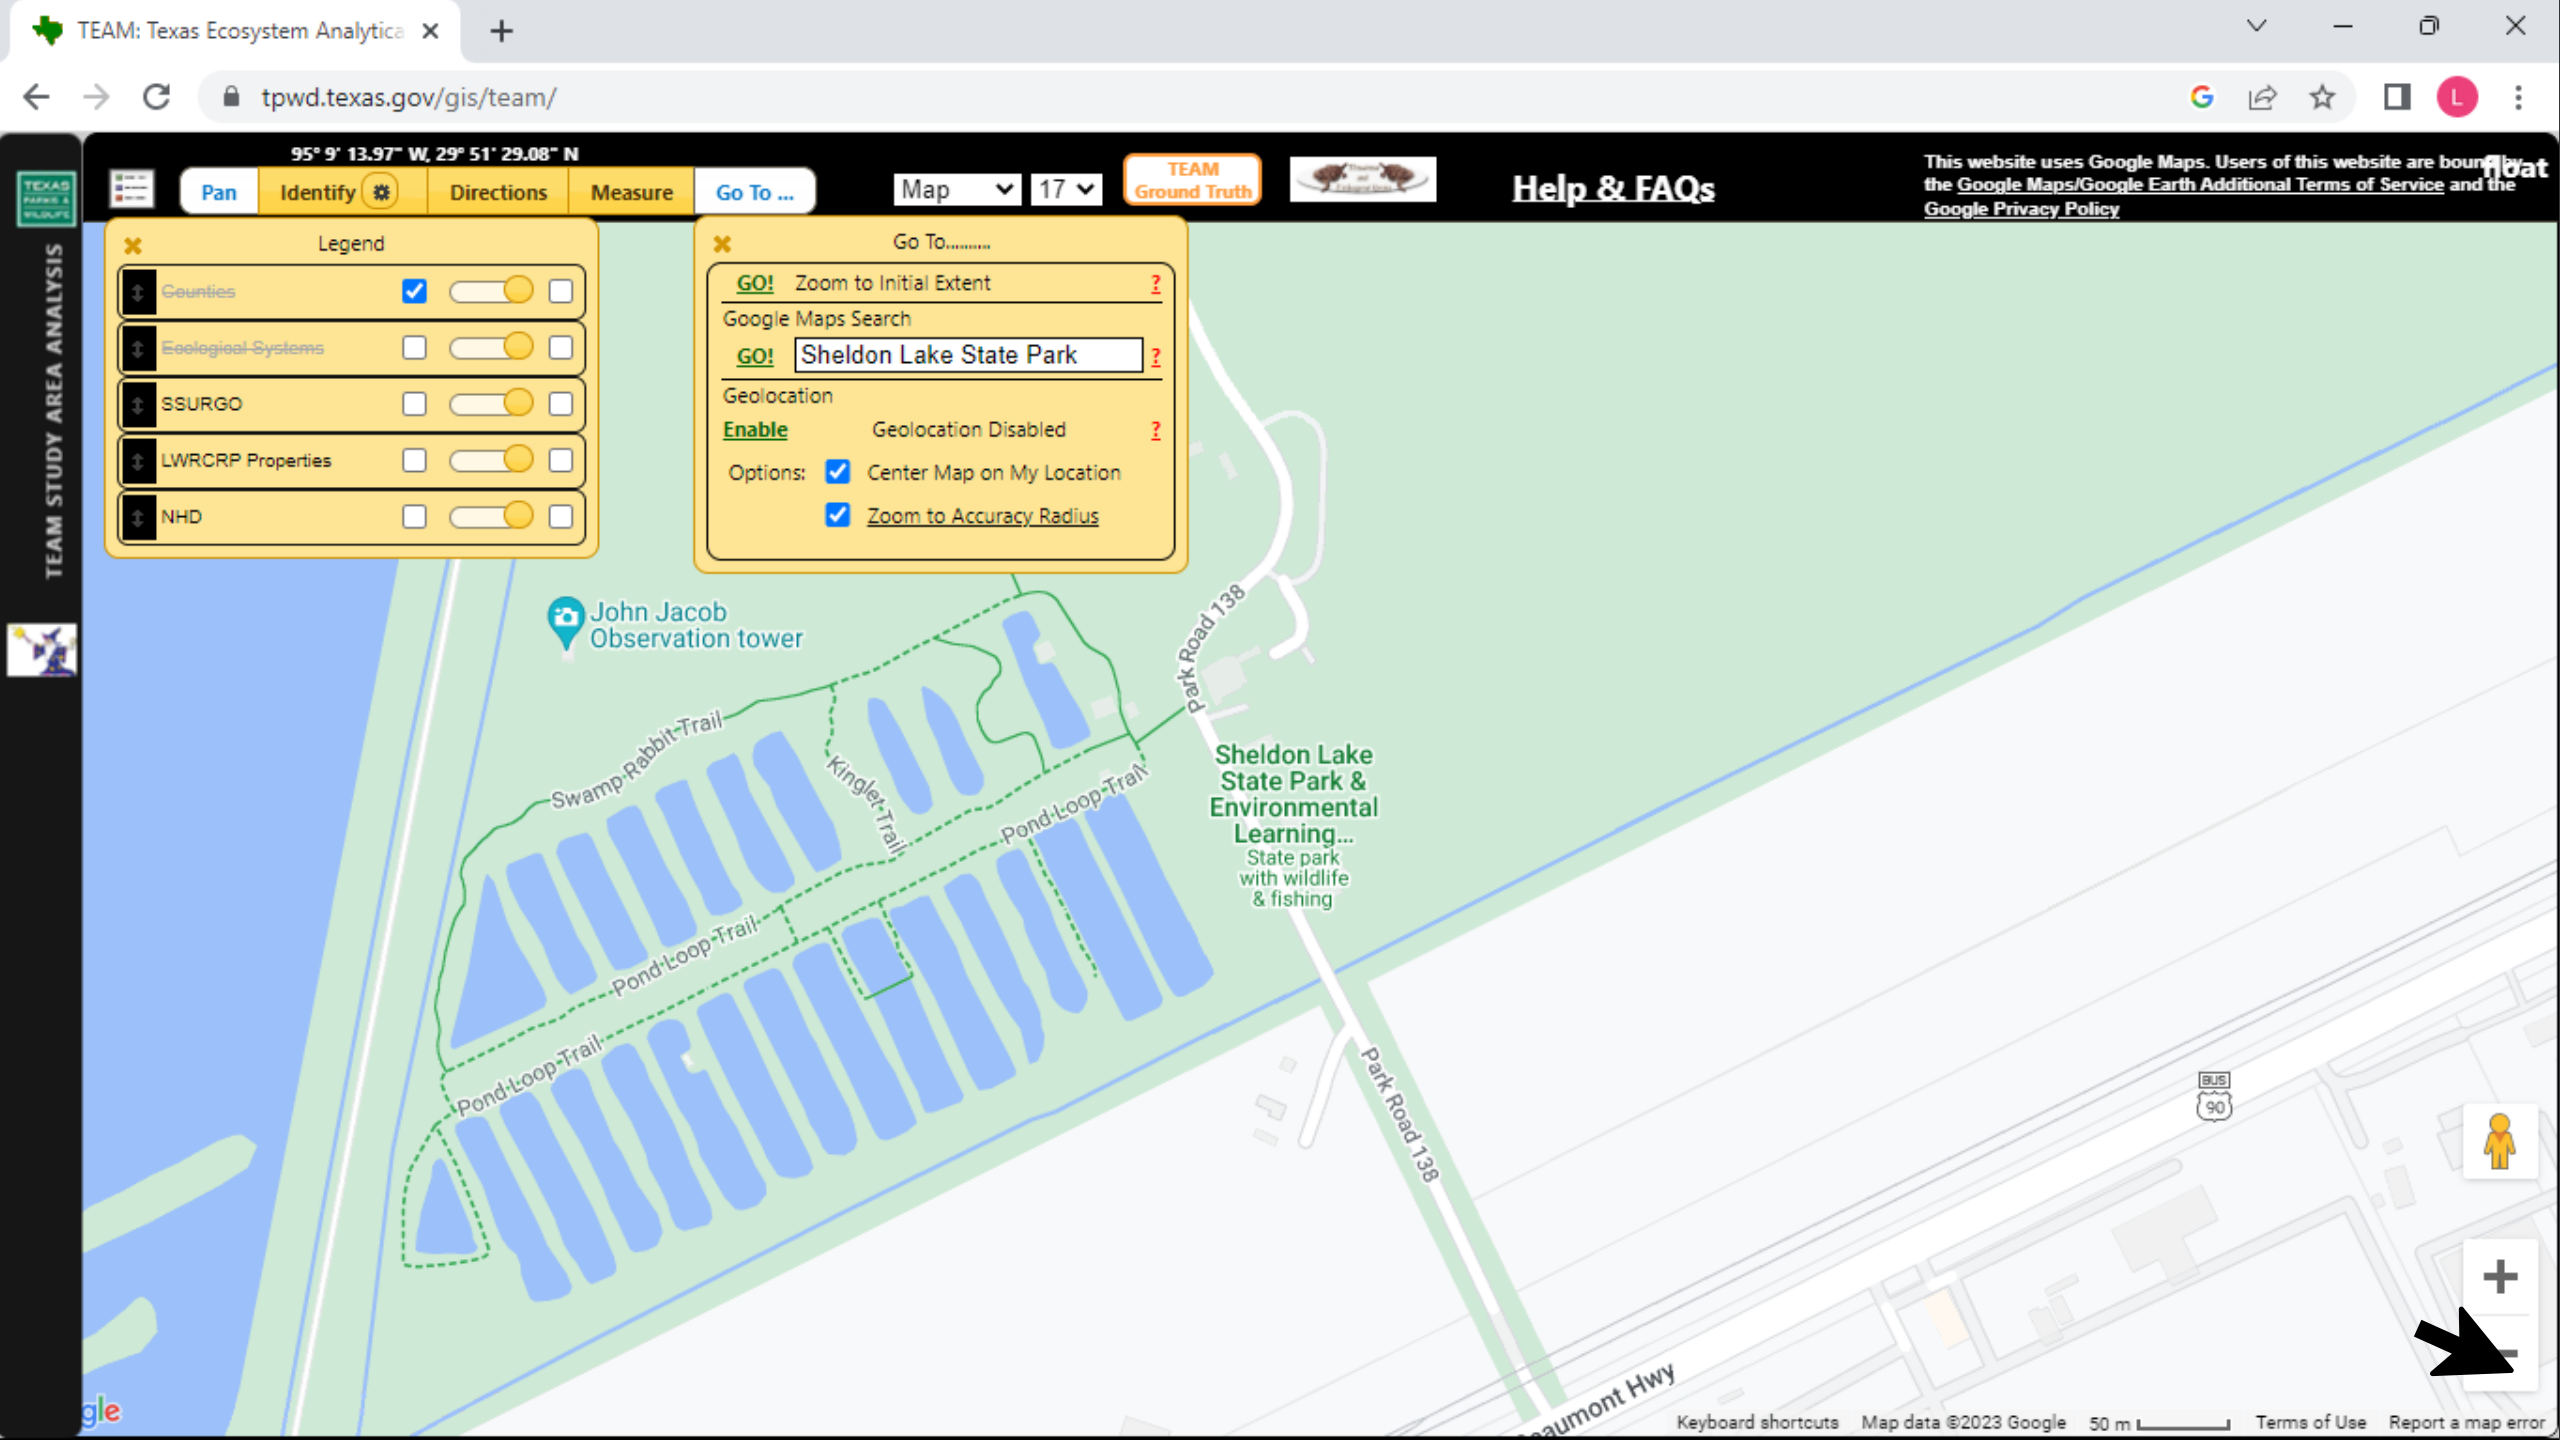 TEAM: Texas Ecosystem Analytica
tpwd.texas.gov/gis/team/
L
95° 9' 13.97" W, 29° 51' 29.08" N
Pan
Identify
Directions
Measure
Go To ...
Map
17
TEAM
Ground Truth
Help & FAQs
This website uses Google Maps. Users of this website are bound by
the Google Maps/Google Earth Additional Terms of Service and the
Google Privacy Policy
float
TEXAS
PARKS &
WILDLIFE
TEAM STUDY AREA ANALYSIS
Legend
Counties
Ecological Systems
SSURGO
LWRCRP Properties
NHD
Go To..........
GO! Zoom to Initial Extent ?
Google Maps Search
GO! Sheldon Lake State Park ?
Geolocation
Enable Geolocation Disabled ?
Options: Center Map on My Location
Zoom to Accuracy Radius
John Jacob
Observation tower
Park Road 138
Swamp Rabbit Trail
Kinglet Trail
Pond Loop Trail
Sheldon Lake
State Park &
Environmental
Learning...
State park
with wildlife
& fishing
Pond Loop Trail
Pond Loop Trail
Park Road 138
BUS
90
aumont Hwy
gle
Keyboard shortcuts Map data ©2023 Google 50 m Terms of Use Report a map error